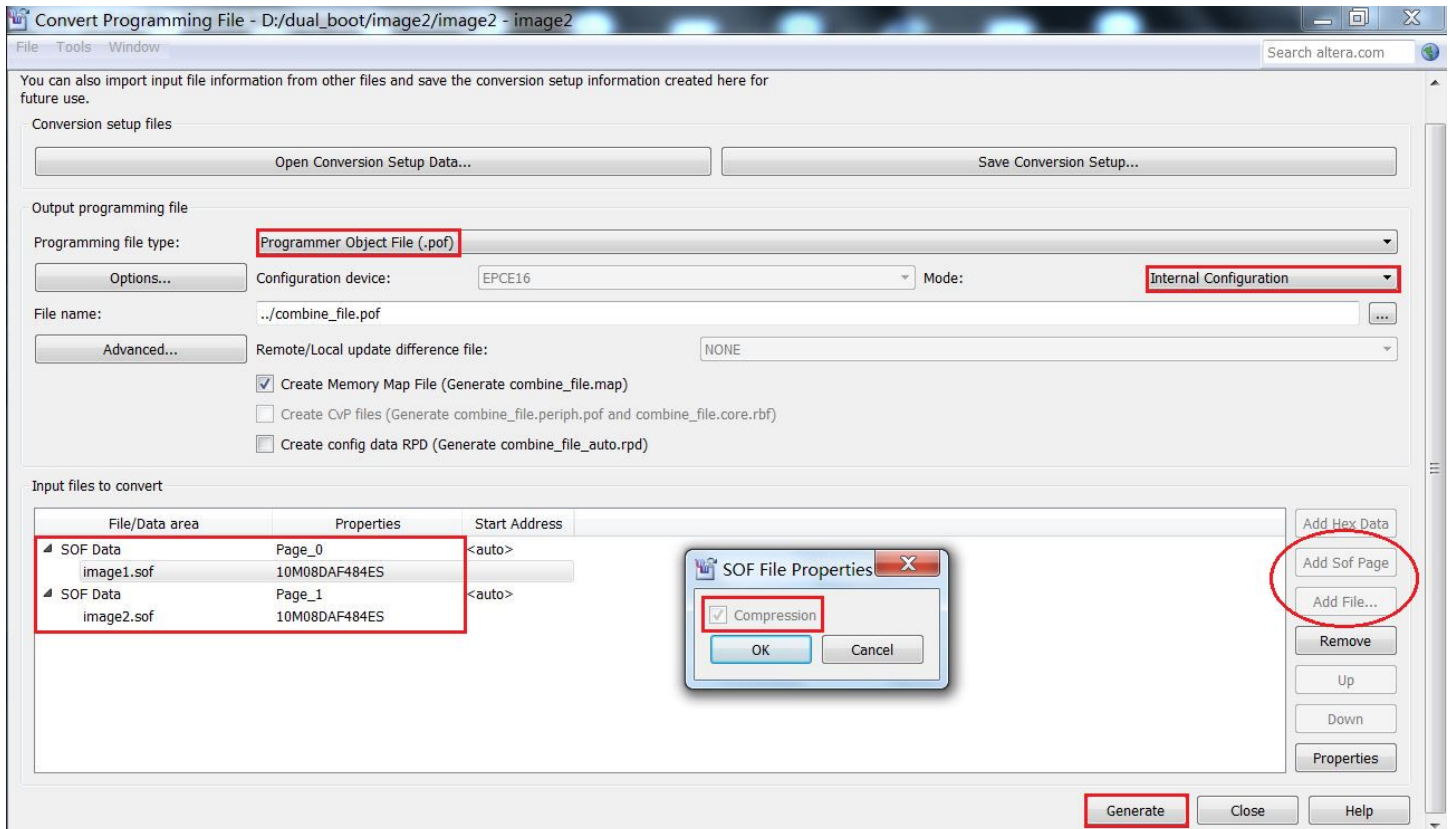 Convert Programming File - D:/dual_boot/image2/image2 - image2
File Tools Window
Search altera.com
You can also import input file information from other files and save the conversion setup information created here for
future use.
Conversion setup files
Open Conversion Setup Data...
Save Conversion Setup...
Output programming file
Programming file type:
Programmer Object File (.pof)
Options...
Configuration device:
EPCE16
Mode:
Internal Configuration
File name:
../combine_file.pof
...
Advanced...
Remote/Local update difference file:
NONE
Create Memory Map File (Generate combine_file.map)
Create CvP files (Generate combine_file.periph.pof and combine_file.core.rbf)
Create config data RPD (Generate combine_file_auto.rpd)
Input files to convert
File/Data area Properties Start Address
SOF Data Page_0 <auto>
image1.sof 10M08DAF484ES
SOF Data Page_1 <auto>
image2.sof 10M08DAF484ES
SOF File Properties
Compression
OK Cancel
Add Hex Data
Add Sof Page
Add File...
Remove
Up
Down
Properties
Generate Close Help